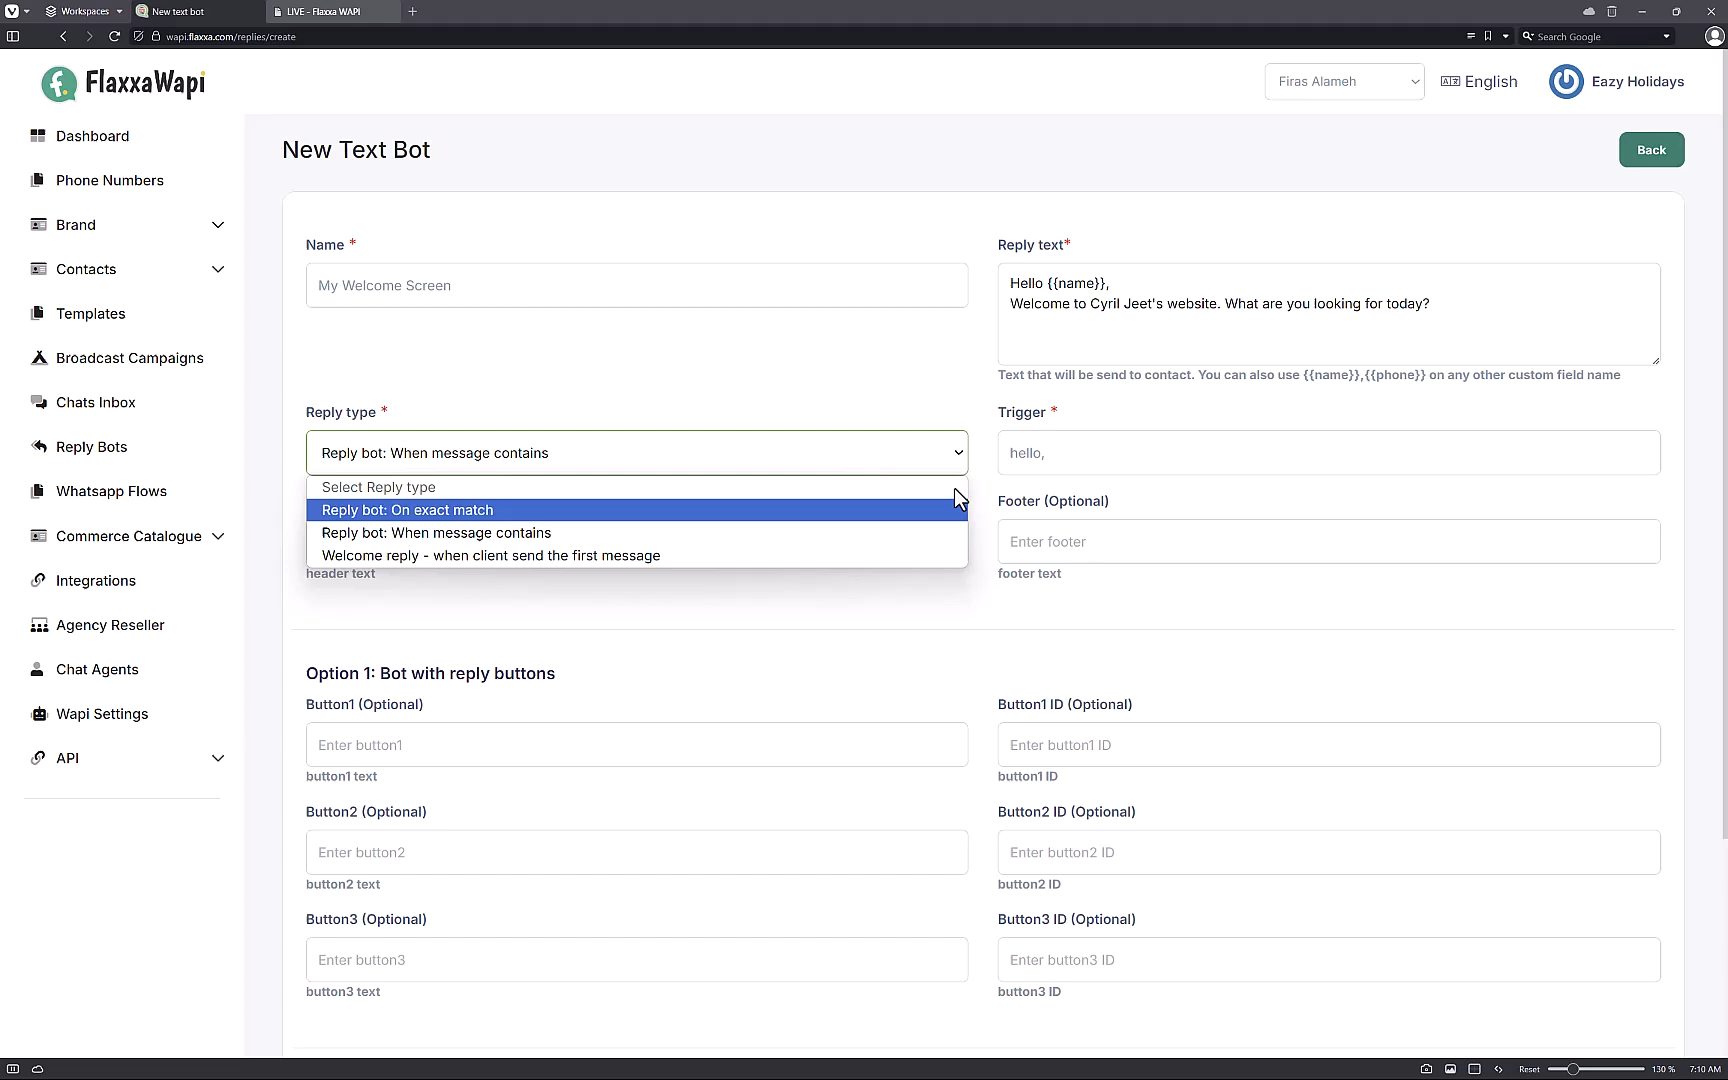 Workspaces
New text bot
LIVE - Flaxxa WAPI
wapi.flaxxa.com/replies/create
Search Google
FlaxxaWapi
Firas Alameh
English
Eazy Holidays
Dashboard
Phone Numbers
Brand
Contacts
Templates
Broadcast Campaigns
Chats Inbox
Reply Bots
Whatsapp Flows
Commerce Catalogue
Integrations
Agency Reseller
Chat Agents
Wapi Settings
API
New Text Bot
Back
Name *
My Welcome Screen
Reply text*
Hello {{name}},
Welcome to Cyril Jeet's website. What are you looking for today?
Text that will be send to contact. You can also use {{name}},{{phone}} on any other custom field name
Reply type *
Reply bot: When message contains
Select Reply type
Reply bot: On exact match
Reply bot: When message contains
Welcome reply - when client send the first message
header text
Trigger *
hello,
Footer (Optional)
Enter footer
footer text
Option 1: Bot with reply buttons
Button1 (Optional)
Enter button1
button1 text
Button1 ID (Optional)
Enter button1 ID
button1 ID
Button2 (Optional)
Enter button2
button2 text
Button2 ID (Optional)
Enter button2 ID
button2 ID
Button3 (Optional)
Enter button3
button3 text
Button3 ID (Optional)
Enter button3 ID
button3 ID
Reset
130 %
7:10 AM